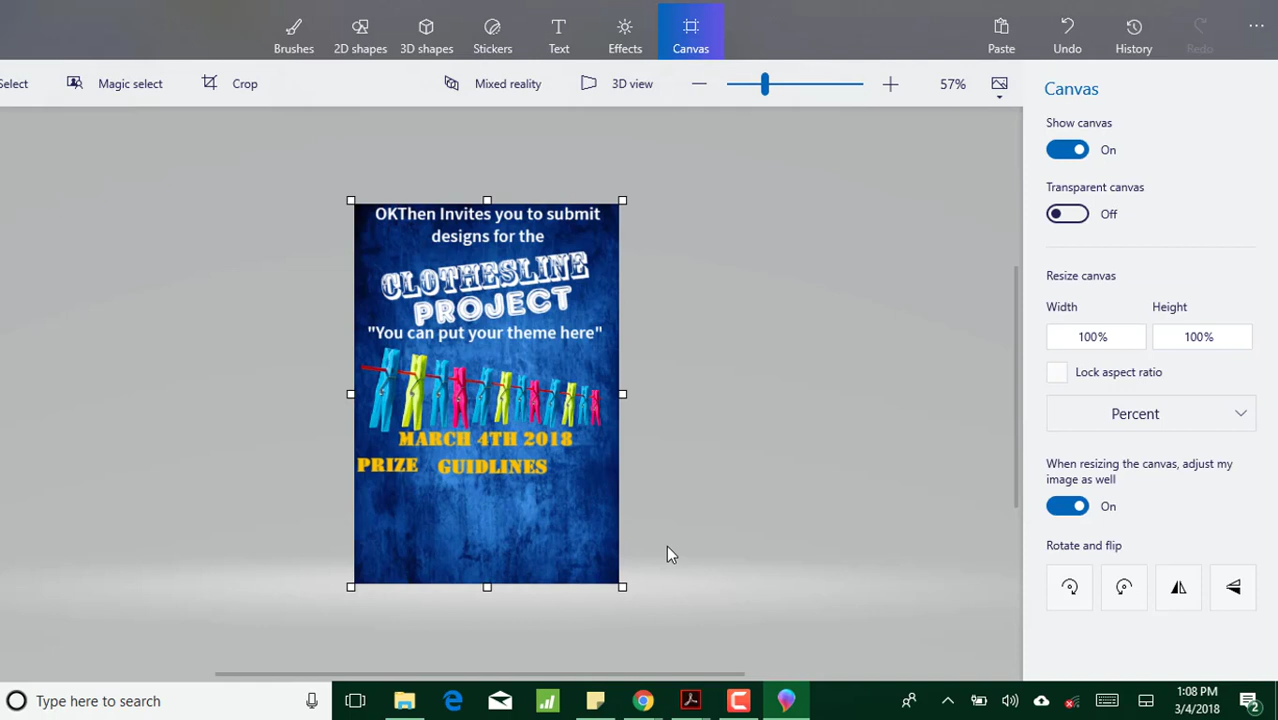 Brushes
2D shapes
3D shapes
Stickers
Text
Effects
Canvas
Paste
Undo
History
Redo
Select
Magic select
Crop
Mixed reality
3D view
57%
Canvas
Show canvas
On
Transparent canvas
Off
Resize canvas
Width
Height
100%
100%
Lock aspect ratio
Percent
When resizing the canvas, adjust my
image as well
On
Rotate and flip
OKThen Invites you to submit
designs for the
CLOTHESLINE
PROJECT
"You can put your theme here"
MARCH 4TH 2018
PRIZE GUIDLINES
Type here to search
1:08 PM
3/4/2018
2